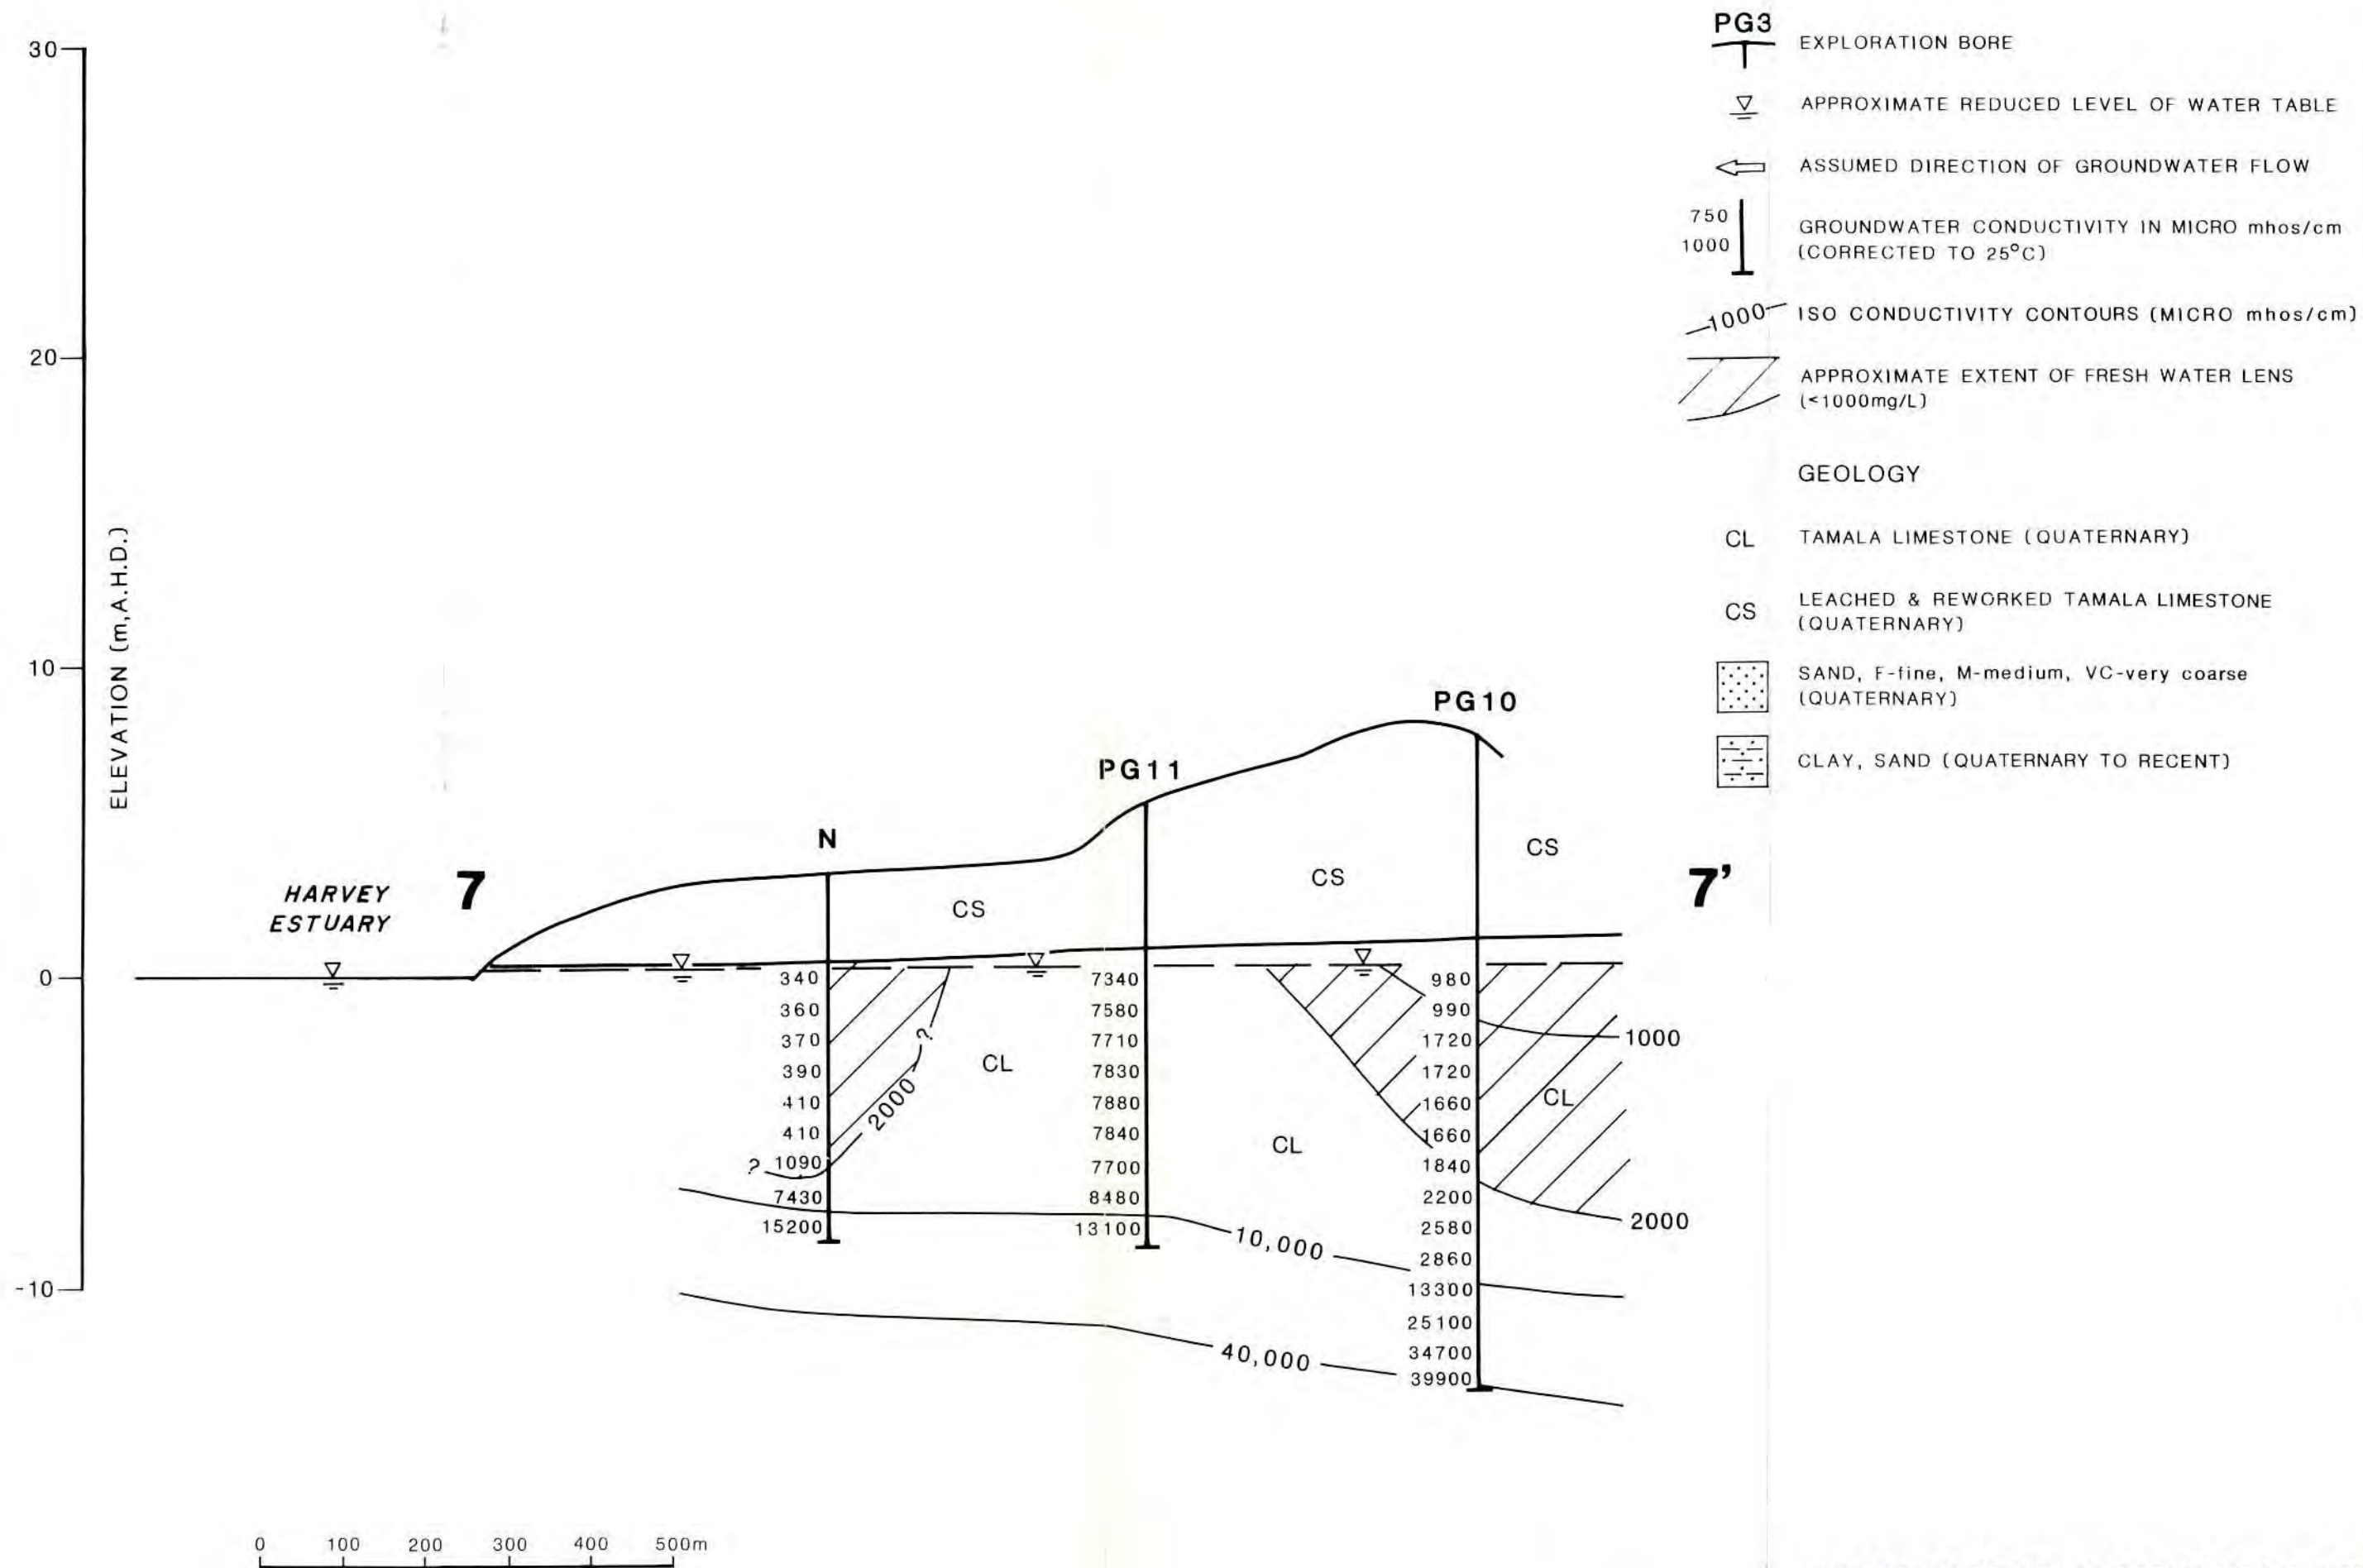 30
20
10
0
-10
ELEVATION (m,A.H.D.)
PG3
EXPLORATION BORE
APPROXIMATE REDUCED LEVEL OF WATER TABLE
ASSUMED DIRECTION OF GROUNDWATER FLOW
750
1000
GROUNDWATER CONDUCTIVITY IN MICRO mhos/cm
(CORRECTED TO 25°C)
1000
ISO CONDUCTIVITY CONTOURS (MICRO mhos/cm)
APPROXIMATE EXTENT OF FRESH WATER LENS
(<1000mg/L)
GEOLOGY
CL TAMALA LIMESTONE (QUATERNARY)
CS LEACHED & REWORKED TAMALA LIMESTONE
(QUATERNARY)
SAND, F-fine, M-medium, VC-very coarse
(QUATERNARY)
CLAY, SAND (QUATERNARY TO RECENT)
HARVEY
ESTUARY
7
N
PG11
PG10
7'
CS
CS
CS
340
360
370
390
410
410
? 1090
7430
15200
2000
?
CL
7340
7580
7710
7830
7880
7840
7700
8480
13100
CL
10,000
40,000
980
990
1720
1720
1660
1660
1840
2200
2580
2860
13300
25100
34700
39900
CL
1000
2000
0 100 200 300 400 500m